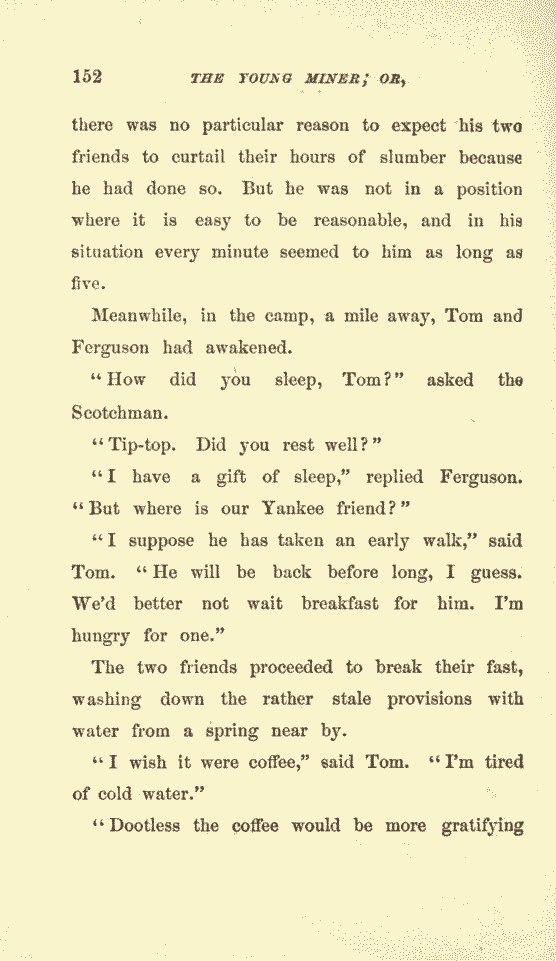 152 THE YOUNG MINER; OR,
there was no particular reason to expect his two
friends to curtail their hours of slumber because
he had done so. But he was not in a position
where it is easy to be reasonable, and in his
situation every minute seemed to him as long as
five.
Meanwhile, in the camp, a mile away, Tom and
Ferguson had awakened.
“How did you sleep, Tom?” asked the
Scotchman.
“Tip-top. Did you rest well?”
“I have a gift of sleep,” replied Ferguson.
“But where is our Yankee friend?”
“I suppose he has taken an early walk,” said
Tom. “He will be back before long, I guess.
We’d better not wait breakfast for him. I’m
hungry for one.”
The two friends proceeded to break their fast,
washing down the rather stale provisions with
water from a spring near by.
“I wish it were coffee,” said Tom. “I’m tired
of cold water.”
“Dootless the coffee would be more gratifying